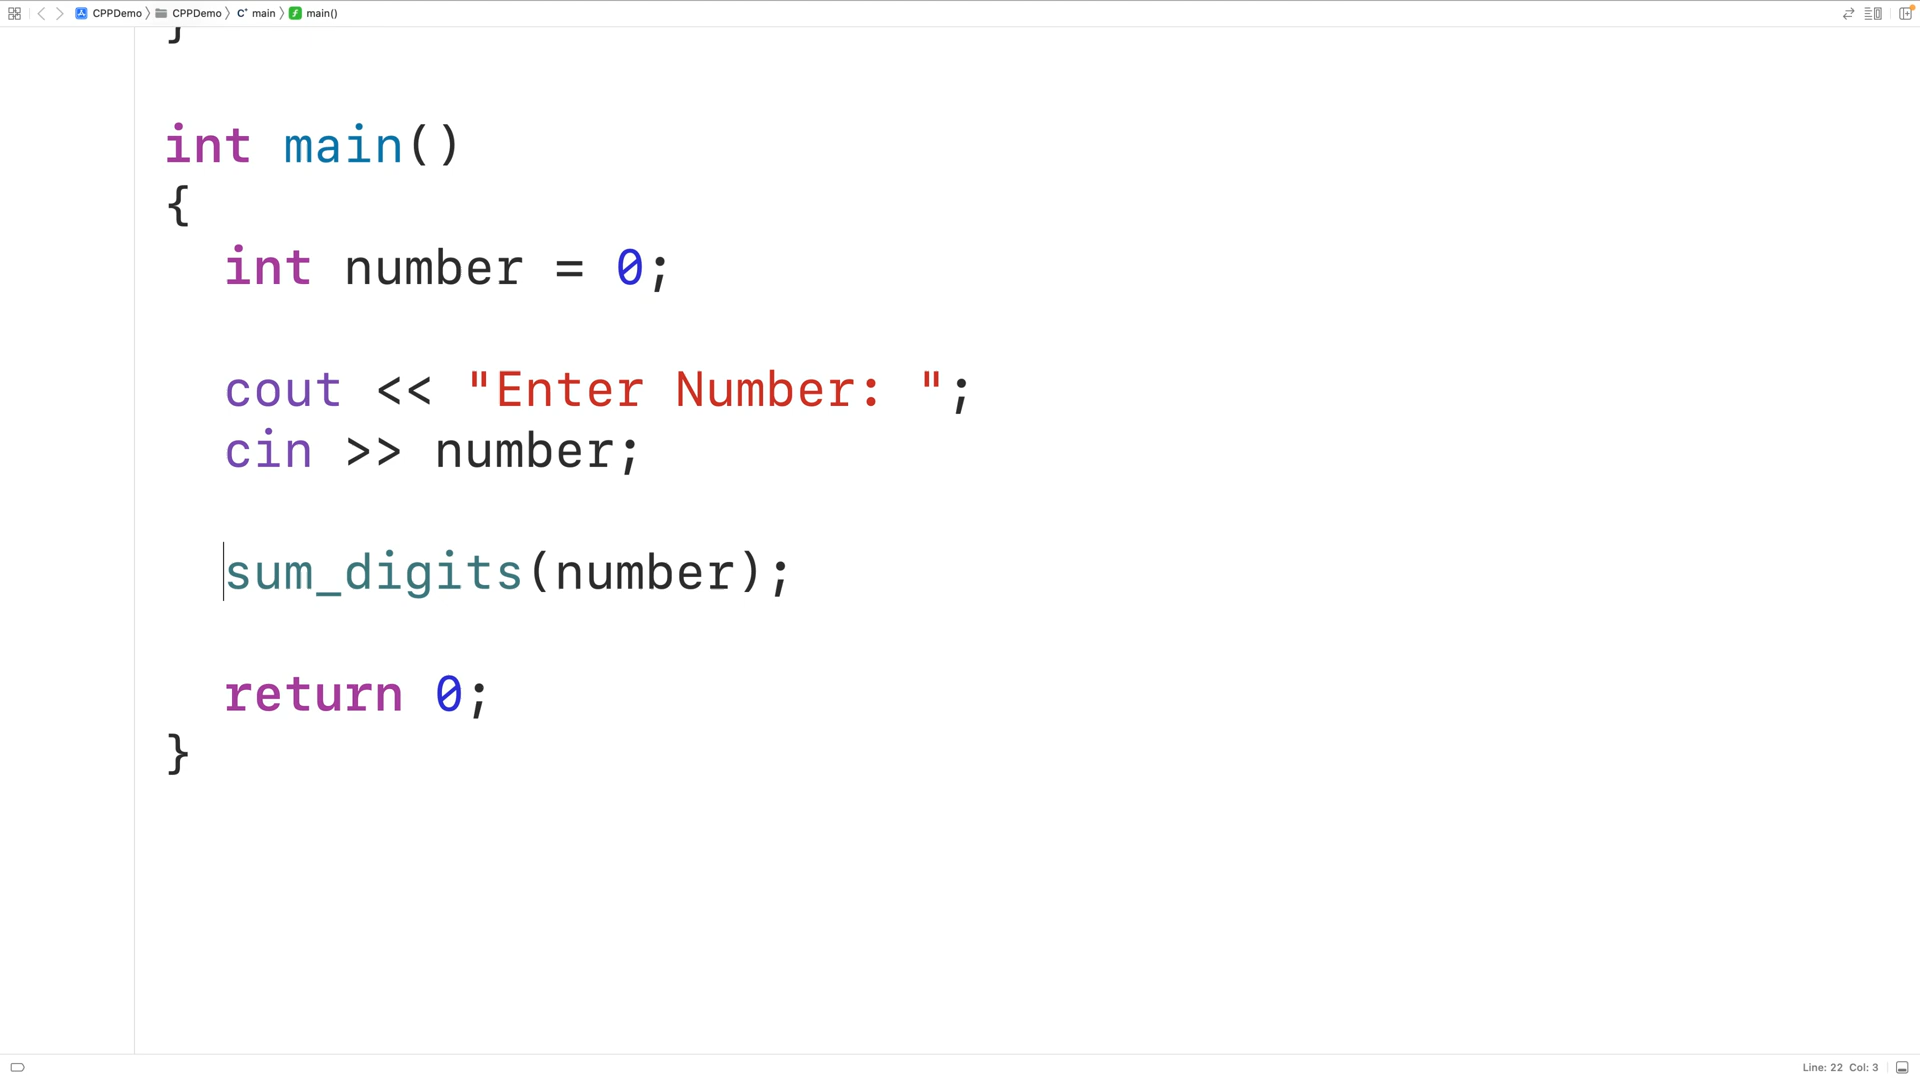 CPPDemo 〉 CPPDemo 〉 C+ main 〉 f main()
}
int main()
{
int number = 0;
cout << "Enter Number: ";
cin >> number;
sum_digits(number);
return 0;
}
Line: 22 Col: 3